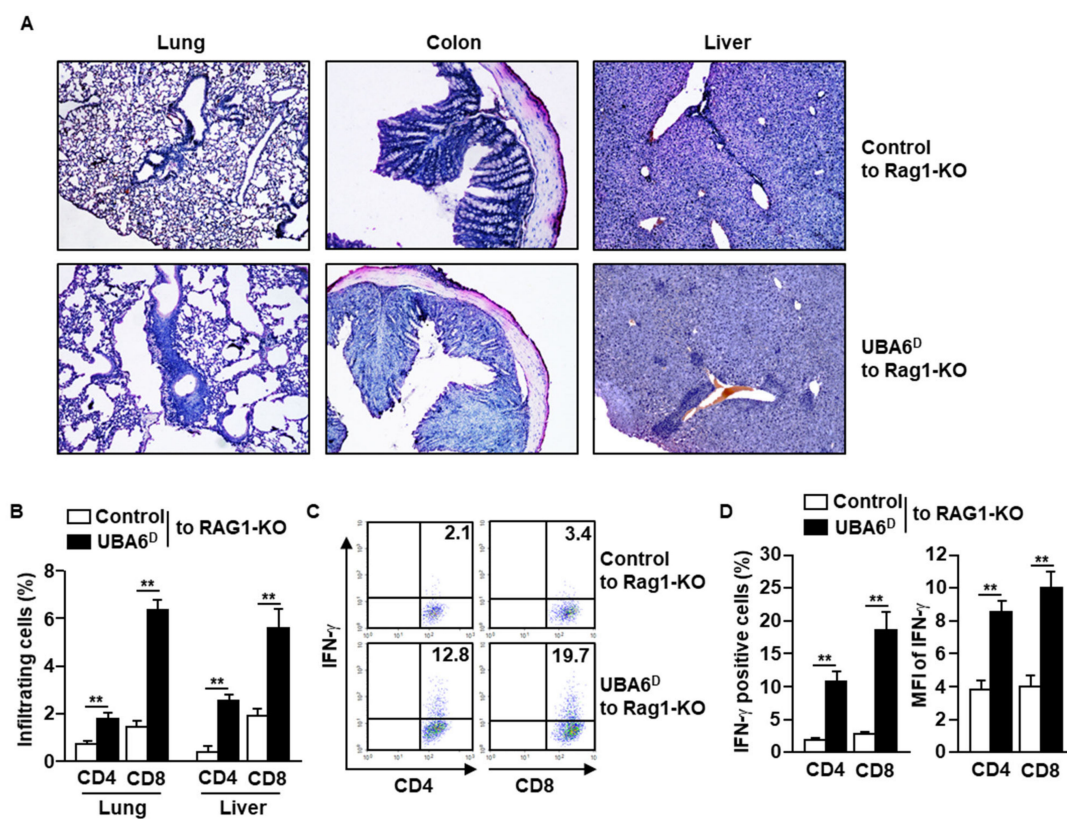 A
Lung Colon Liver
Control
to Rag1-KO
UBA6D
to Rag1-KO
B
Control
UBA6D
to RAG1-KO
Infiltrating cells (%)
8
6
4
2
0
**
**
**
**
CD4 CD8 CD4 CD8
Lung Liver
C
2.1 3.4
Control
to Rag1-KO
12.8 19.7
UBA6D
to Rag1-KO
IFN-γ
CD4 CD8
D
Control
UBA6D
to RAG1-KO
IFN-γ positive cells (%)
30
25
20
15
10
5
0
**
**
CD4 CD8
MFI of IFN-γ
12
10
8
6
4
2
0
**
**
CD4 CD8